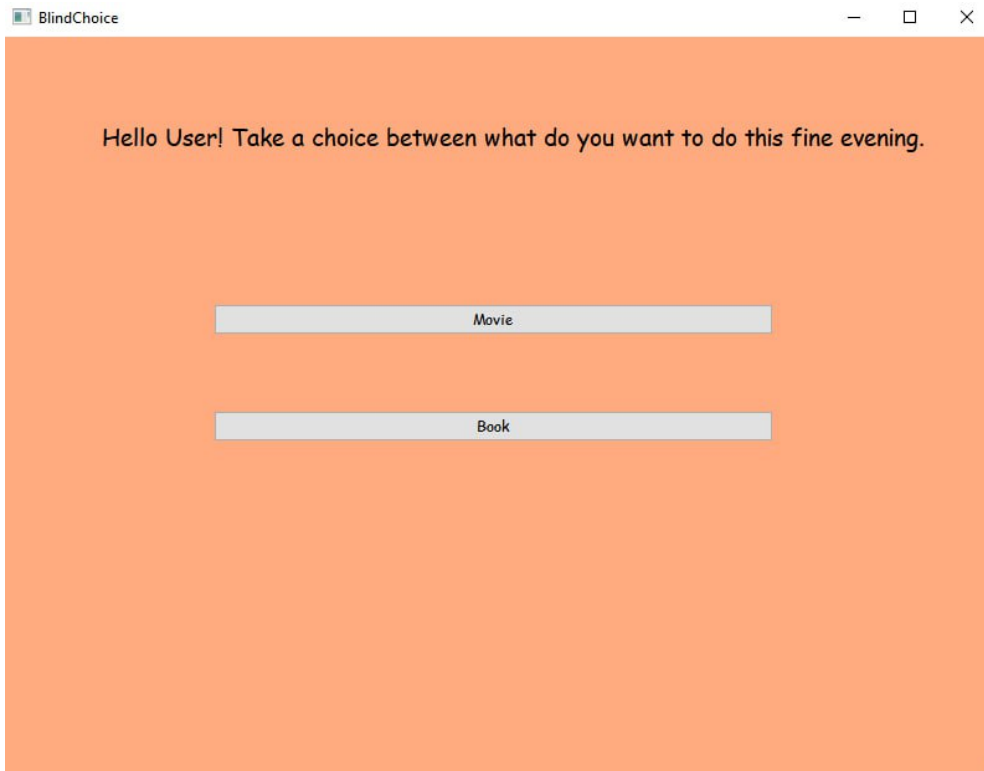 BlindChoice
Hello User! Take a choice between what do you want to do this fine evening.
Movie
Book